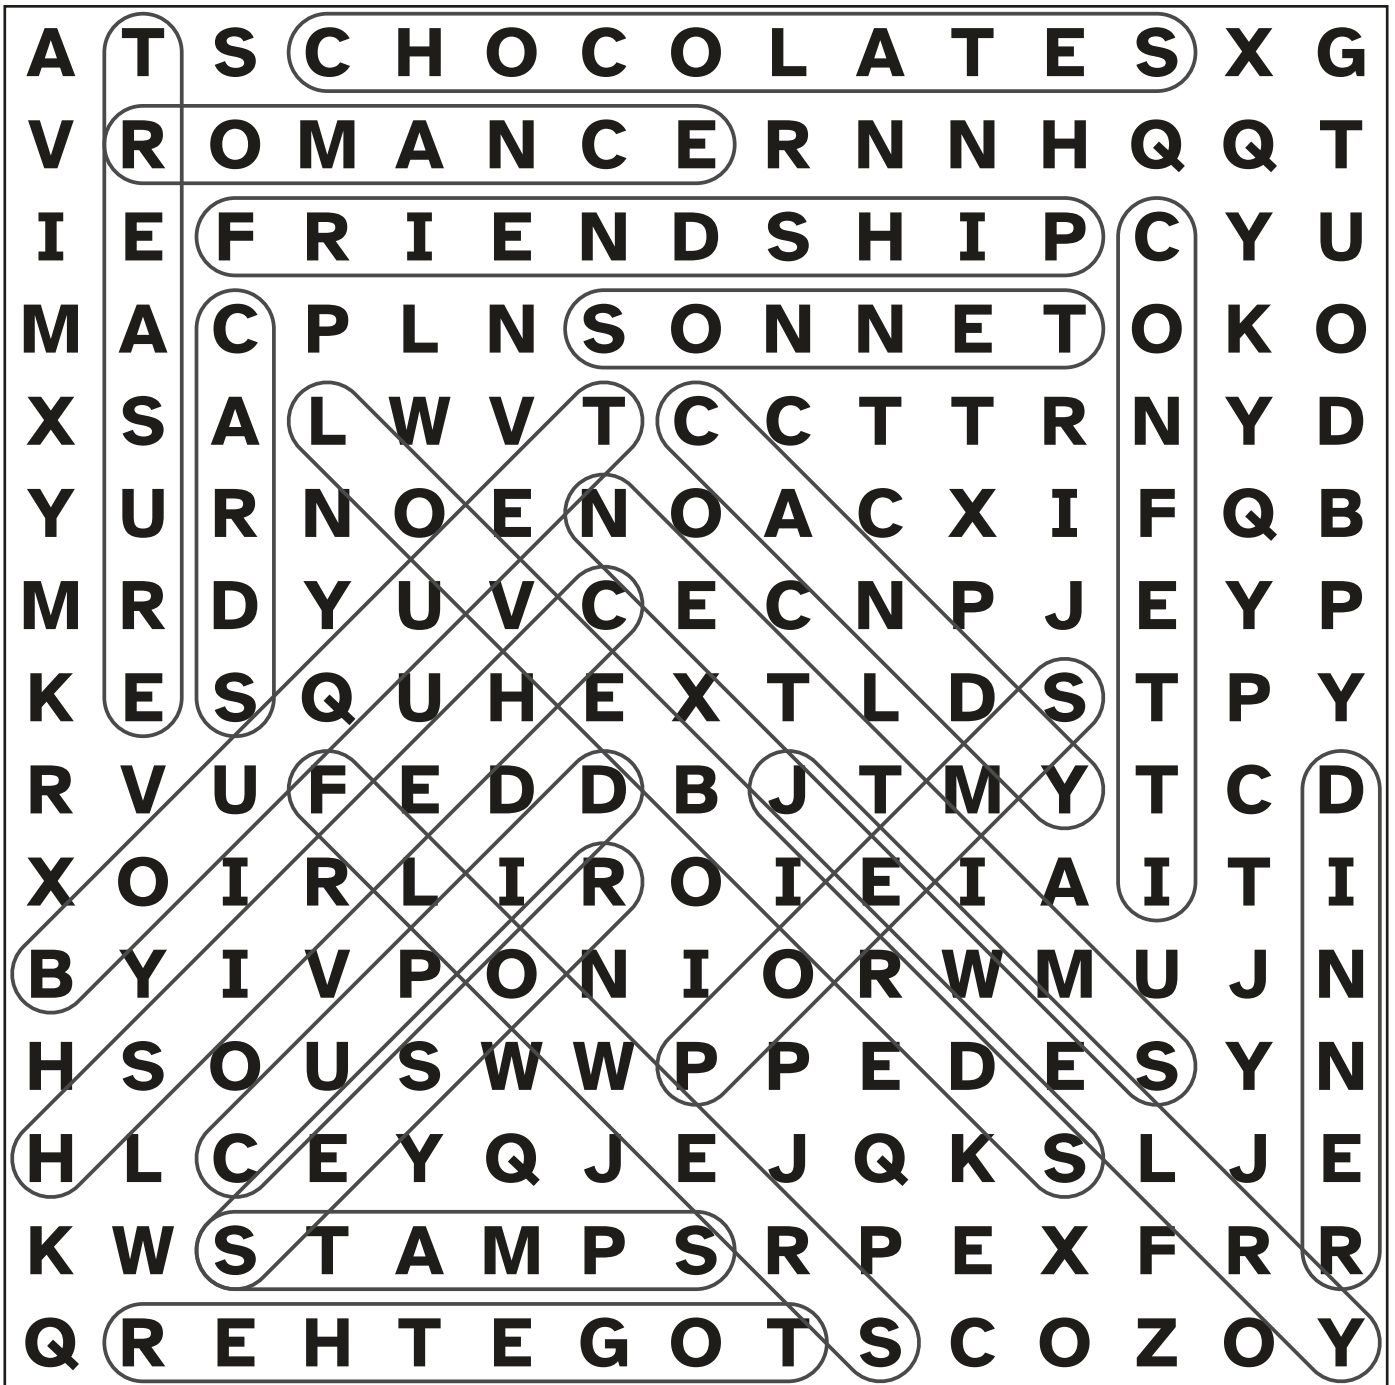 A T S C H O C O L A T E S X G
V R O M A N C E R N N H Q Q T
I E F R I E N D S H I P C Y U
M A C P L N S O N N E T O K O
X S A L W V T C C T T R N Y D
Y U R N O E N O A C X I F Q B
M R D Y U V C E C N P J E Y P
K E S Q U H E X T L D S T P Y
R V U F E D D B J T M Y T C D
X O I R L I R O I E I A I T I
B Y I V P O N I O R W M U J N
H S O U S W W P P E D E S Y N
H L C E Y Q J E J Q K S L J E
K W S T A M P S R P E X F R R
Q R E H T E G O T S C O Z O Y